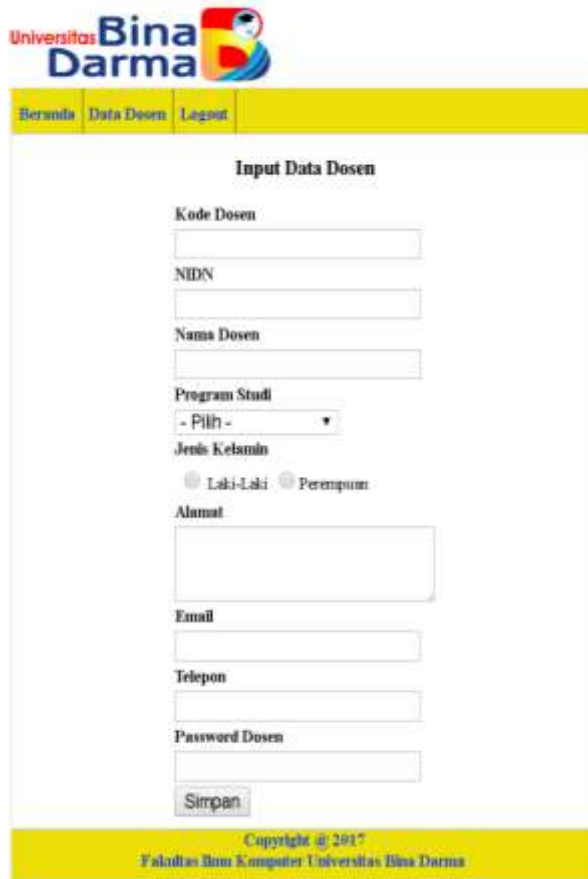 Universitas Bina
Darma
Beranda Data Dosen Logout
Input Data Dosen
Kode Dosen
NIDN
Nama Dosen
Program Studi
- Pilih -
Jenis Kelamin
Laki-Laki Perempuan
Alamat
Email
Telepon
Password Dosen
Simpan
Copyright @ 2017
Fakultas Ilmu Komputer Universitas Bina Darma